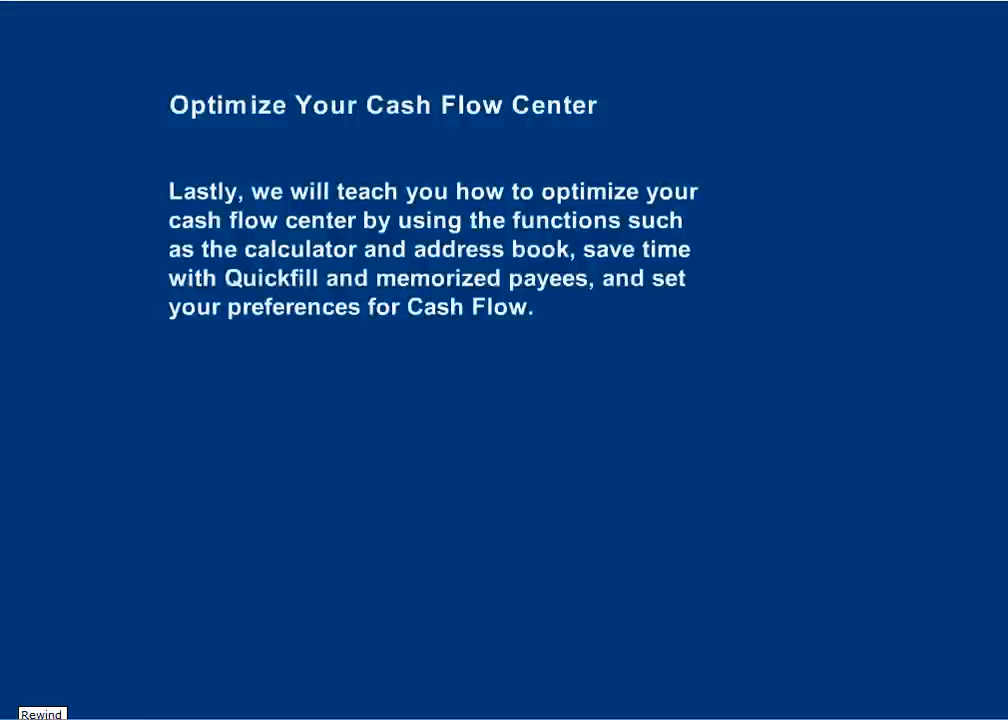 Optimize Your Cash Flow Center
Lastly, we will teach you how to optimize your
cash flow center by using the functions such
as the calculator and address book, save time
with Quickfill and memorized payees, and set
your preferences for Cash Flow.
Rewind